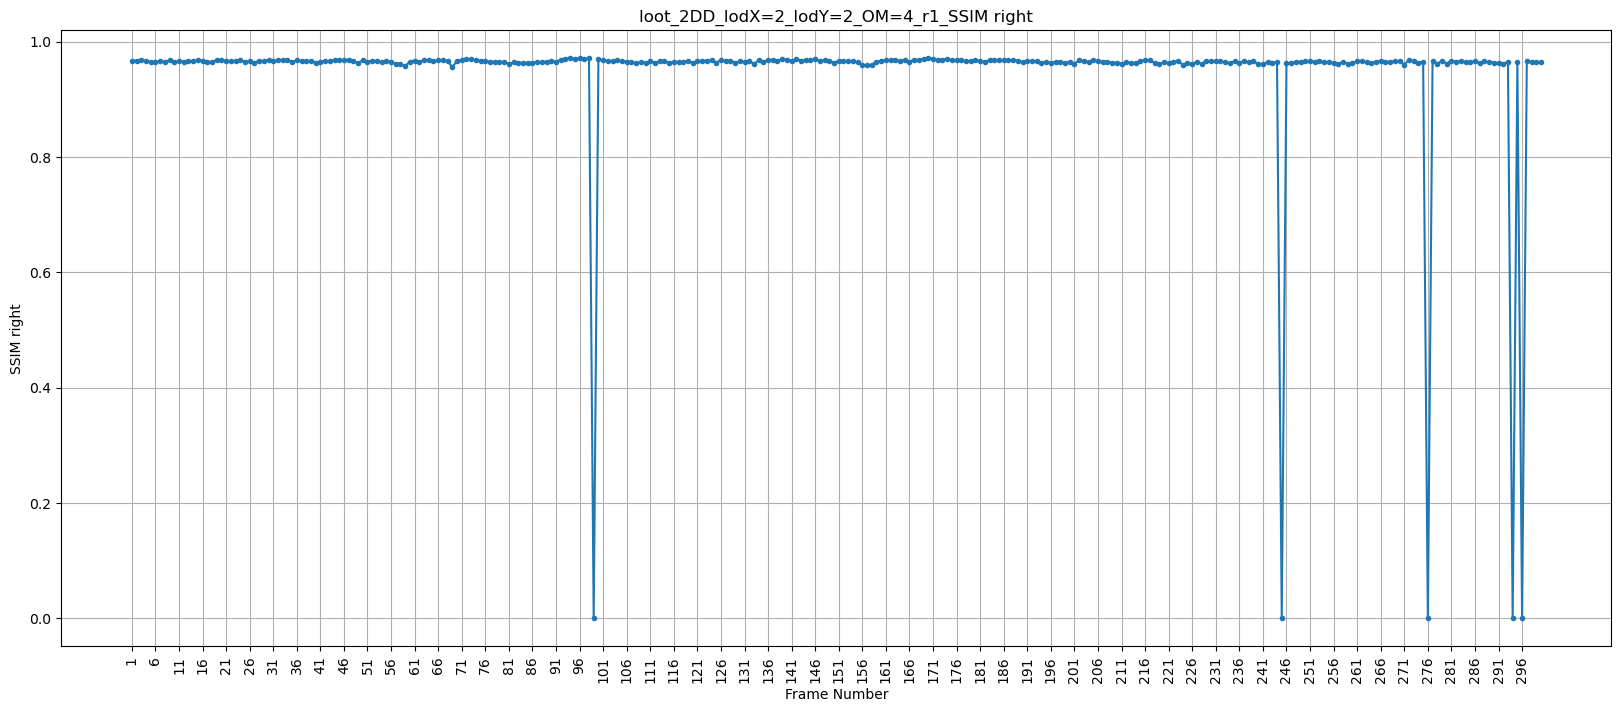 loot_2DD_lodX=2_lodY=2_OM=4_r1_SSIM right
1.0
0.8
0.6
0.4
0.2
0.0
SSIM right
1 6 11 16 21 26 31 36 41 46 51 56 61 66 71 76 81 86 91 96 101 106 111 116 121 126 131 136 141 146 151 156 161 166 171 176 181 186 191 196 201 206 211 216 221 226 231 236 241 246 251 256 261 266 271 276 281 286 291 296
Frame Number